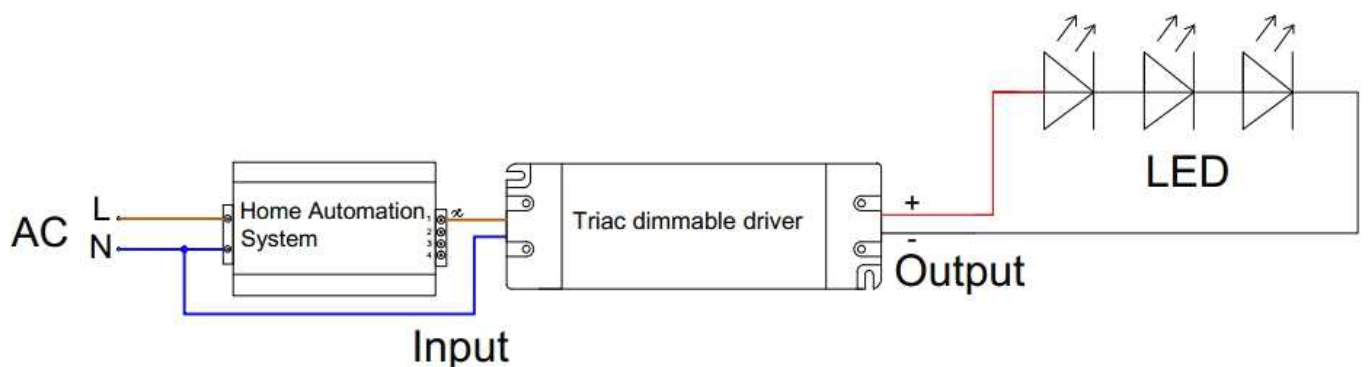 AC
L
N
Home Automation
System
1
2
3
4
Input
Triac dimmable driver
+
-
Output
LED